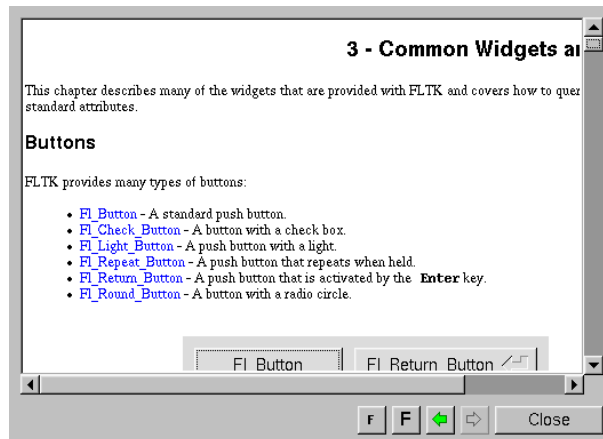 3 - Common Widgets a
This chapter describes many of the widgets that are provided with FLTK and covers how to quer
standard attributes.
Buttons
FLTK provides many types of buttons:
• Fl_Button - A standard push button.
• Fl_Check_Button - A button with a check box.
• Fl_Light_Button - A push button with a light.
• Fl_Repeat_Button - A push button that repeats when held.
• Fl_Return_Button - A push button that is activated by the Enter key.
• Fl_Round_Button - A button with a radio circle.
Fl_Button Fl_Return_Button
F F Close